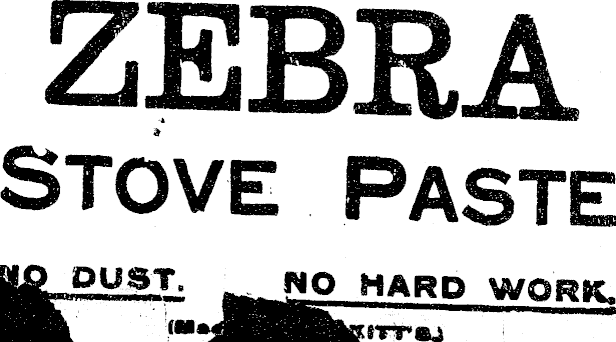 ZEBRA
STOVE PASTE
NO DUST. NO HARD WORK.